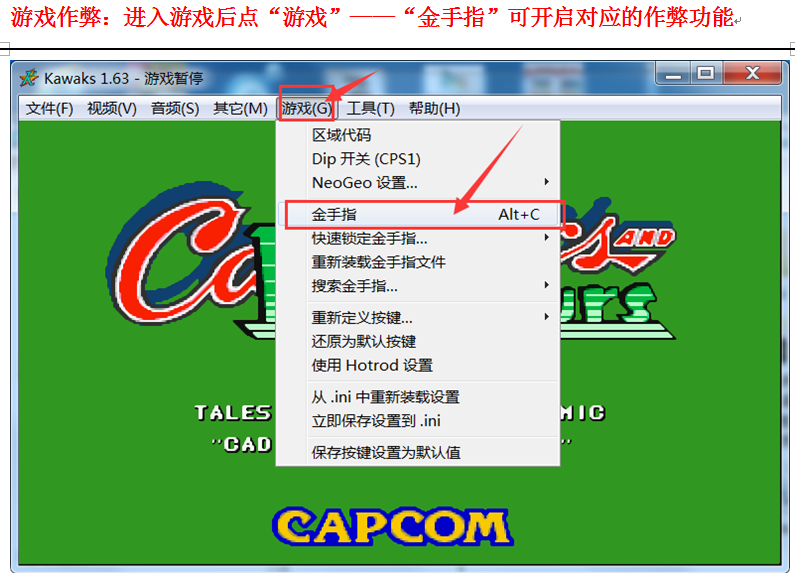 游戏作弊：进入游戏后点“游戏”——“金手指”可开启对应的作弊功能
Kawaks 1.63 - 游戏暂停
文件(F) 视频(V) 音频(S) 其它(M) 游戏(G) 工具(T) 帮助(H)
区域代码
Dip 开关 (CPS1)
NeoGeo 设置...
金手指 Alt+C
快速锁定金手指...
重新装载金手指文件
搜索金手指...
重新定义按键...
还原为默认按键
使用 Hotrod 设置
从 .ini 中重新装载设置
立即保存设置到 .ini
保存按键设置为默认值
Ca
's AND
urs
TALES MIC
"CAD "
CAPCOM